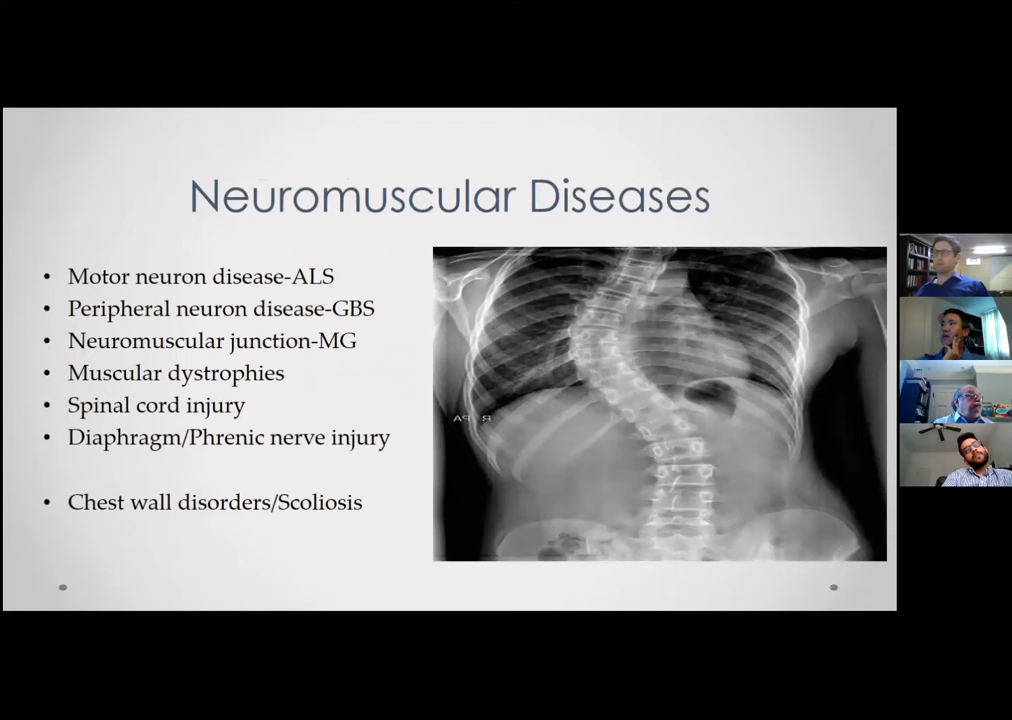 Neuromuscular Diseases
• Motor neuron disease-ALS
• Peripheral neuron disease-GBS
• Neuromuscular junction-MG
• Muscular dystrophies
• Spinal cord injury
• Diaphragm/Phrenic nerve injury
• Chest wall disorders/Scoliosis
R PA